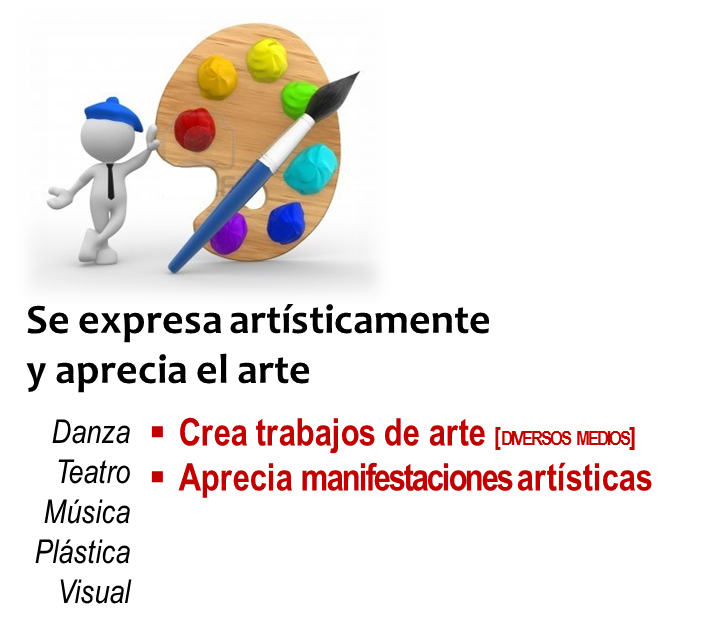 Se expresa artísticamente
y aprecia el arte
Danza
Teatro
Música
Plástica
Visual
▪ Crea trabajos de arte [DIVERSOS MEDIOS]
▪ Aprecia manifestaciones artísticas